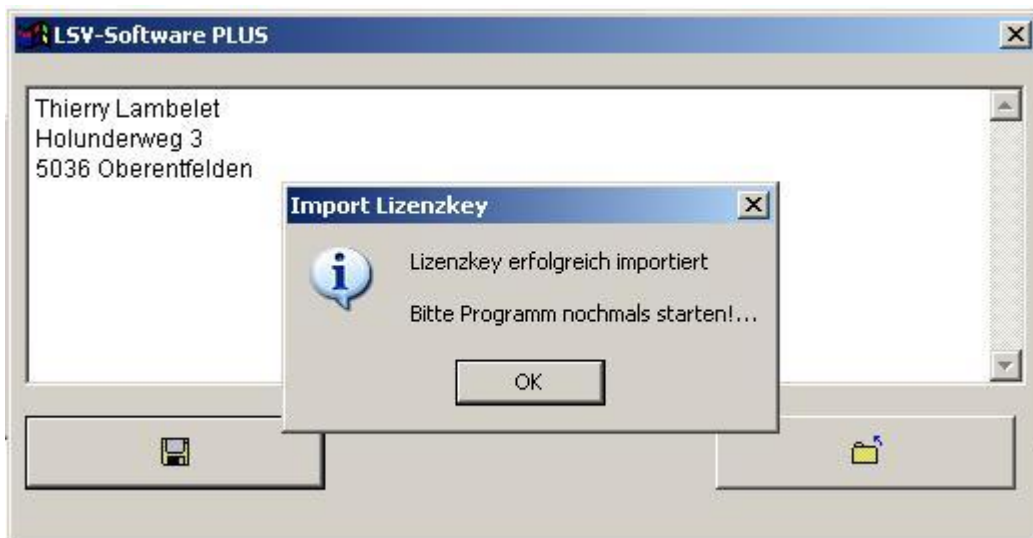 LSV-Software PLUS
Thierry Lambelet
Holunderweg 3
5036 Oberentfelden
Import Lizenzkey
Lizenzkey erfolgreich importiert
Bitte Programm nochmals starten!...
OK